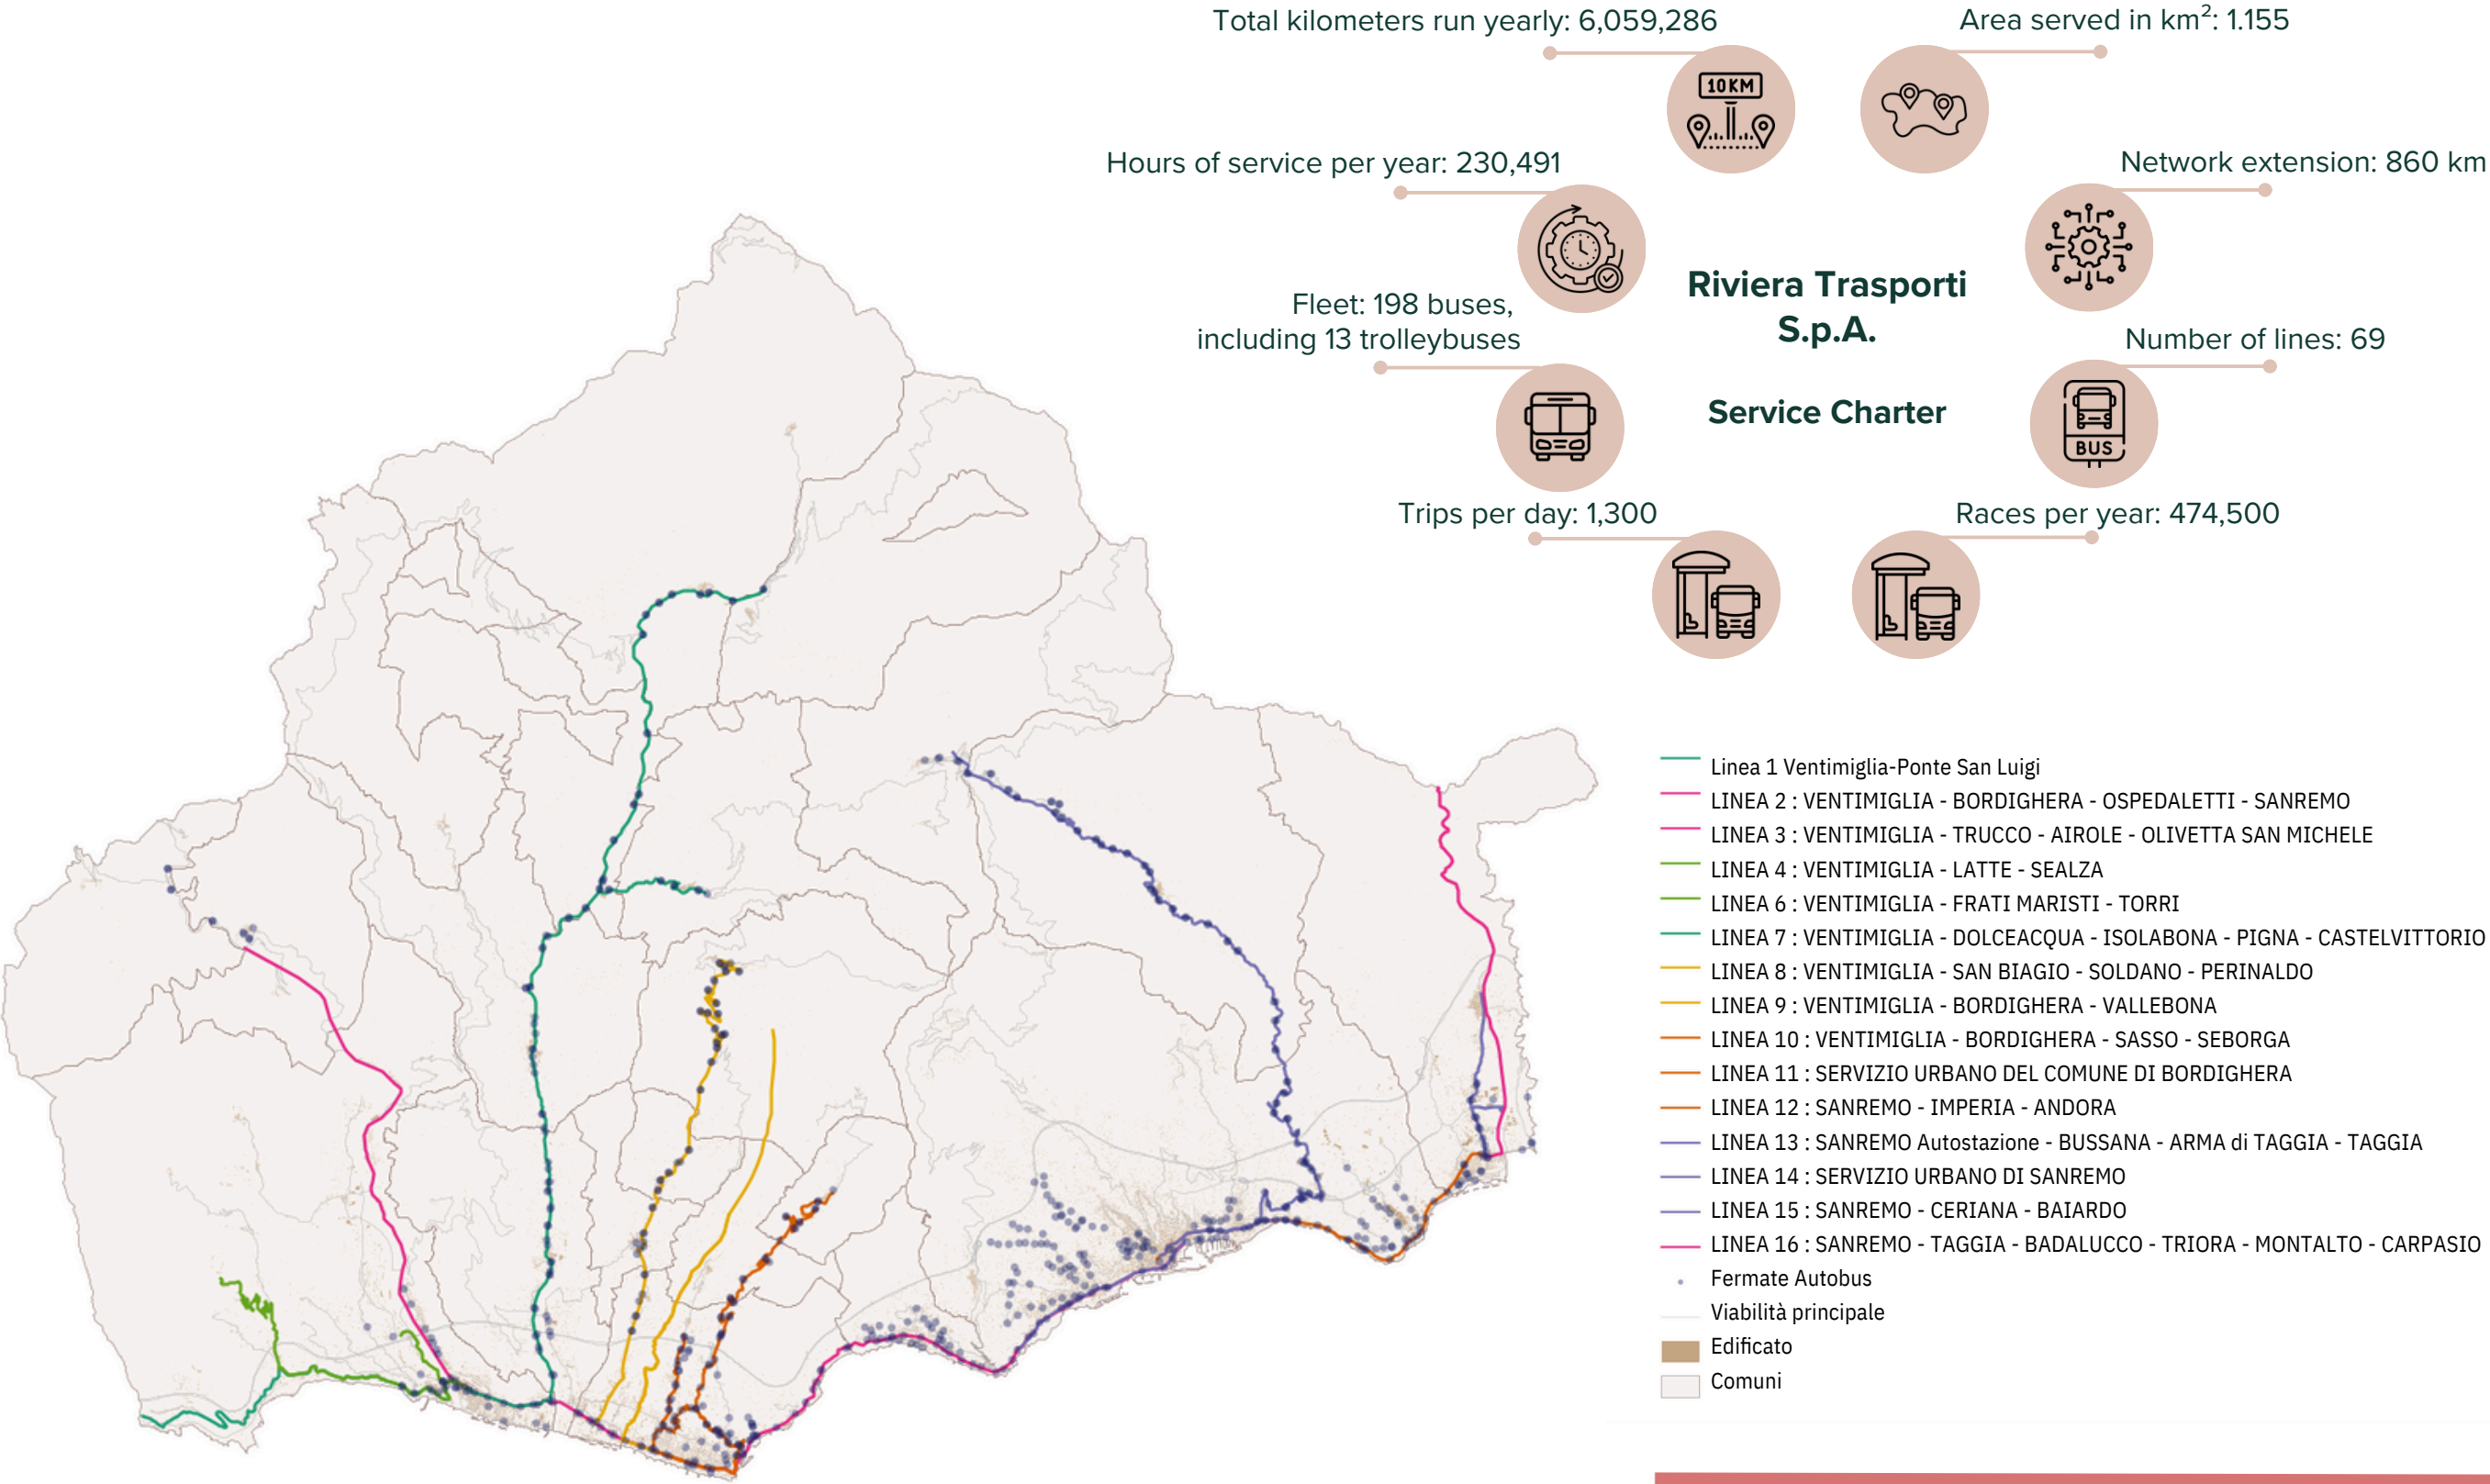 Total kilometers run yearly: 6,059,286
Area served in km²: 1.155
10KM
Hours of service per year: 230,491
Network extension: 860 km
Riviera Trasporti
S.p.A.
Fleet: 198 buses,
including 13 trolleybuses
Number of lines: 69
Service Charter
BUS
Trips per day: 1,300
Races per year: 474,500
Linea 1 Ventimiglia-Ponte San Luigi
LINEA 2 : VENTIMIGLIA - BORDIGHERA - OSPEDALETTI - SANREMO
LINEA 3 : VENTIMIGLIA - TRUCCO - AIROLE - OLIVETTA SAN MICHELE
LINEA 4 : VENTIMIGLIA - LATTE - SEALZA
LINEA 6 : VENTIMIGLIA - FRATI MARISTI - TORRI
LINEA 7 : VENTIMIGLIA - DOLCEACQUA - ISOLABONA - PIGNA - CASTELVITTORIO
LINEA 8 : VENTIMIGLIA - SAN BIAGIO - SOLDANO - PERINALDO
LINEA 9 : VENTIMIGLIA - BORDIGHERA - VALLEBONA
LINEA 10 : VENTIMIGLIA - BORDIGHERA - SASSO - SEBORGA
LINEA 11 : SERVIZIO URBANO DEL COMUNE DI BORDIGHERA
LINEA 12 : SANREMO - IMPERIA - ANDORA
LINEA 13 : SANREMO Autostazione - BUSSANA - ARMA di TAGGIA - TAGGIA
LINEA 14 : SERVIZIO URBANO DI SANREMO
LINEA 15 : SANREMO - CERIANA - BAIARDO
LINEA 16 : SANREMO - TAGGIA - BADALUCCO - TRIORA - MONTALTO - CARPASIO
Fermate Autobus
Viabilità principale
Edificato
Comuni